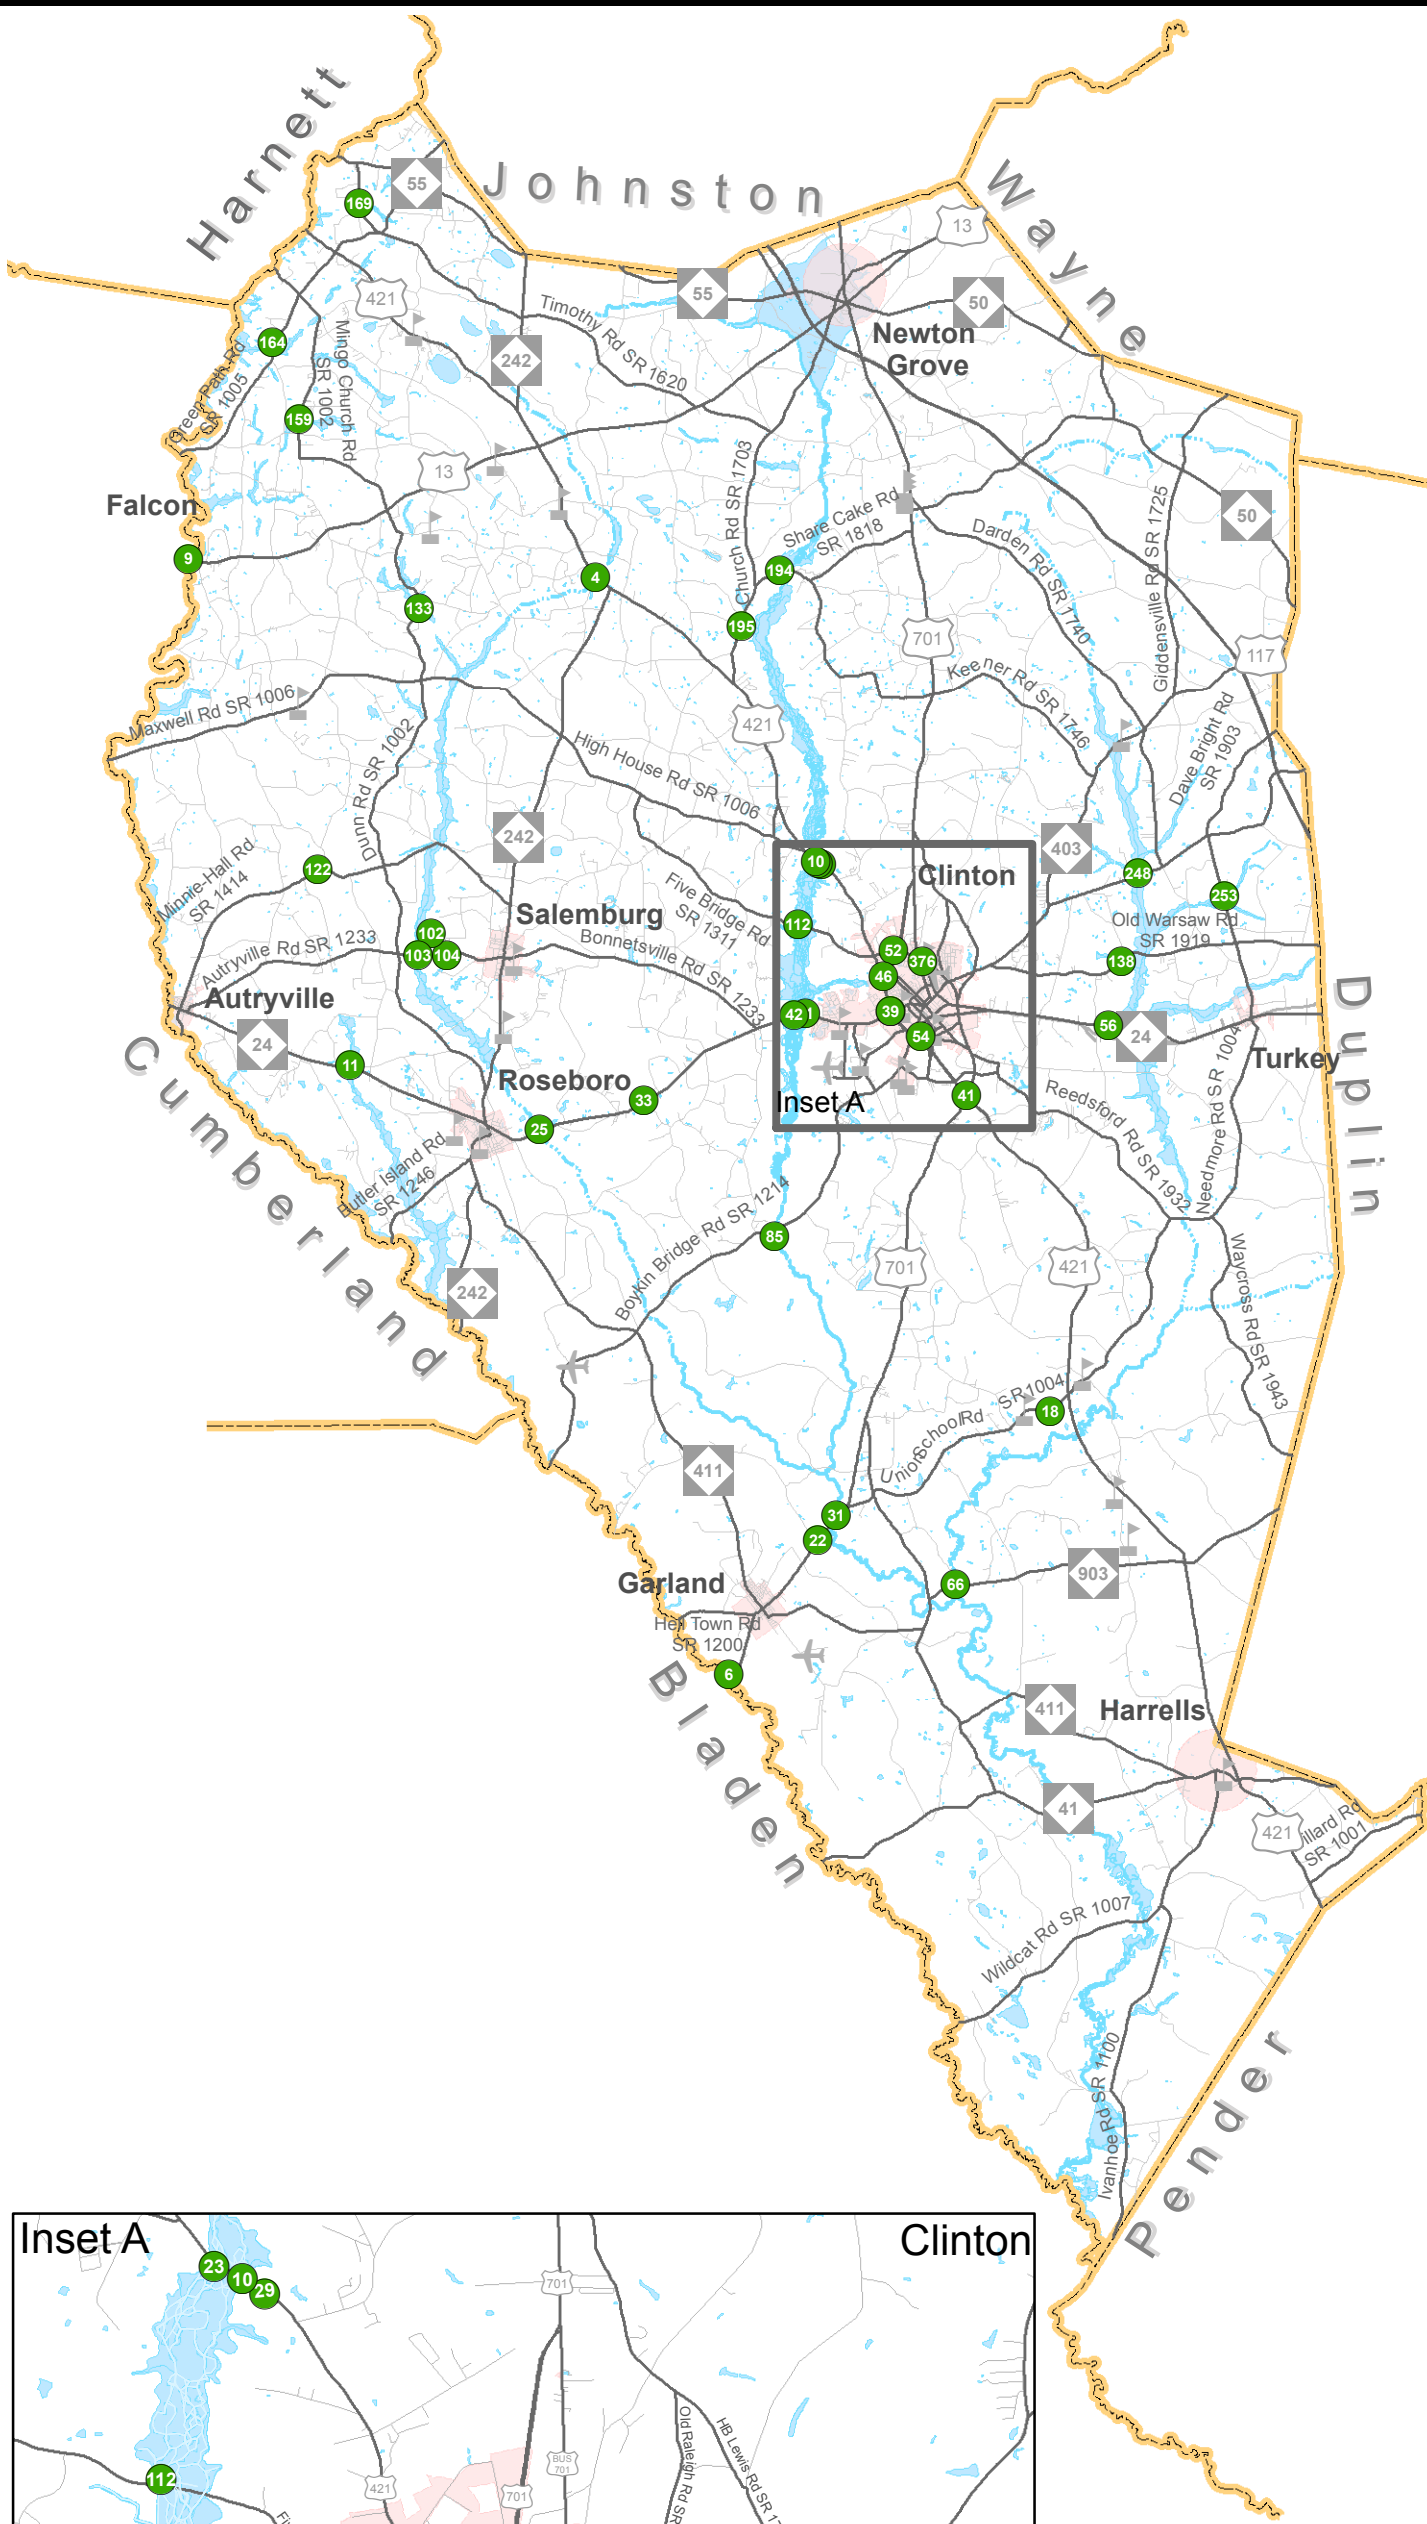 Harnett
Johnston
Wayne
55
169
13
421
55
50
Timothy Rd SR 1620
Newton
Grove
164
Mingo Church Rd
SR 1002
242
Green Path Rd
SR 1005
159
13
Church Rd SR 1703
Share Cake Rd
SR 1818
Darden Rd SR 1740
Giddensville Rd SR 1725
50
Falcon
9
4
194
133
195
701
Keener Rd SR 1746
117
Maxwell Rd SR 1006
421
Dave Bright Rd
SR 1903
High House Rd SR 1006
Dunn Rd SR 1002
242
403
10
Clinton
Minnie-Hall Rd
SR 1414
122
248
253
Five Bridge Rd
SR 1311
Salemburg
112
Old Warsaw Rd
SR 1919
102
Bonnetsville Rd SR 1233
52
376
138
Autryville Rd SR 1233
103
104
46
Autryville
42
1
39
56
24
24
54
Turkey
Duplin
11
Roseboro
33
41
Inset A
Reedsford Rd SR 1932
Needmore Rd SR 1004
25
Cumberland
Butler Island Rd
SR 1246
Boykin Bridge Rd SR 1214
85
701
421
Waycross Rd SR 1943
242
Union School Rd SR 1004
18
411
31
22
Garland
66
903
Hell Town Rd
SR 1200
6
Bladen
411
Harrells
41
421
illard Rd
SR 1001
Wildcat Rd SR 1007
Ivanhoe Rd SR 1100
Pender
Inset A
Clinton
23
10
29
701
Old Raleigh Rd SR
HB Lewis Rd SR 17
BUS
701
112
421
701